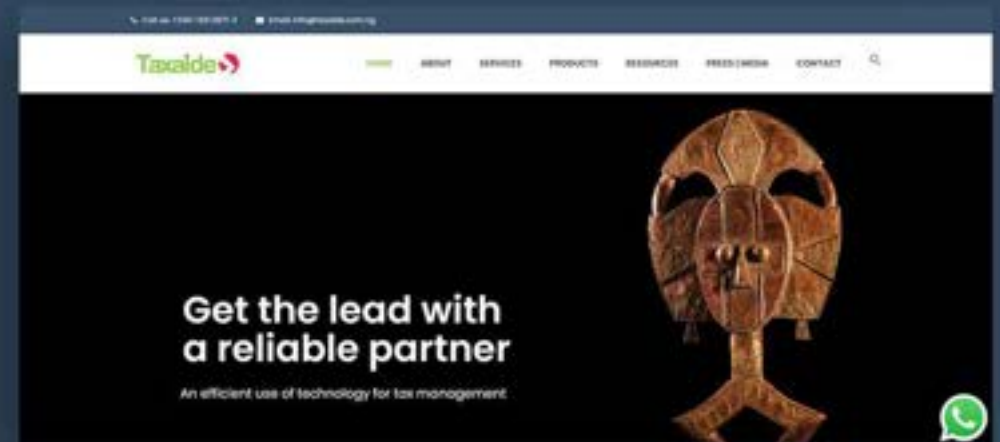 Taxaide
HOME ABOUT SERVICES PRODUCTS RESOURCES PRESS / MEDIA CONTACT
Get the lead with
a reliable partner
An efficient use of technology for tax management